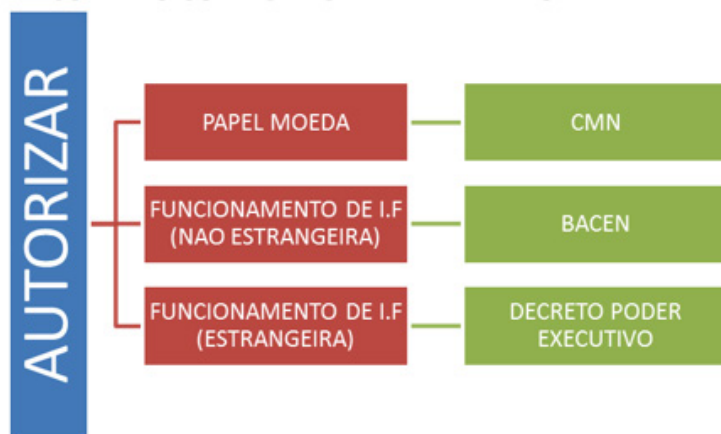 AUTORIZAR
PAPEL MOEDA
CMN
FUNCIONAMENTO DE I.F
(NAO ESTRANGEIRA)
BACEN
FUNCIONAMENTO DE I.F
(ESTRANGEIRA)
DECRETO PODER
EXECUTIVO